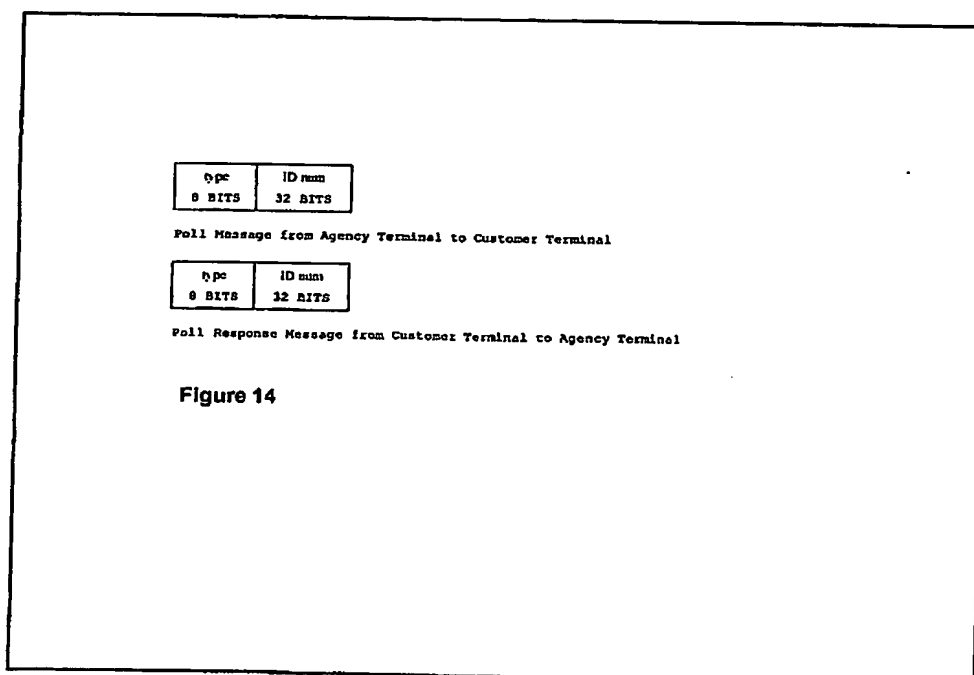 type ID num
8 BITS 32 BITS
Poll Message from Agency Terminal to Customer Terminal
type ID num
8 BITS 32 BITS
Poll Response Message from Customer Terminal to Agency Terminal
Figure 14